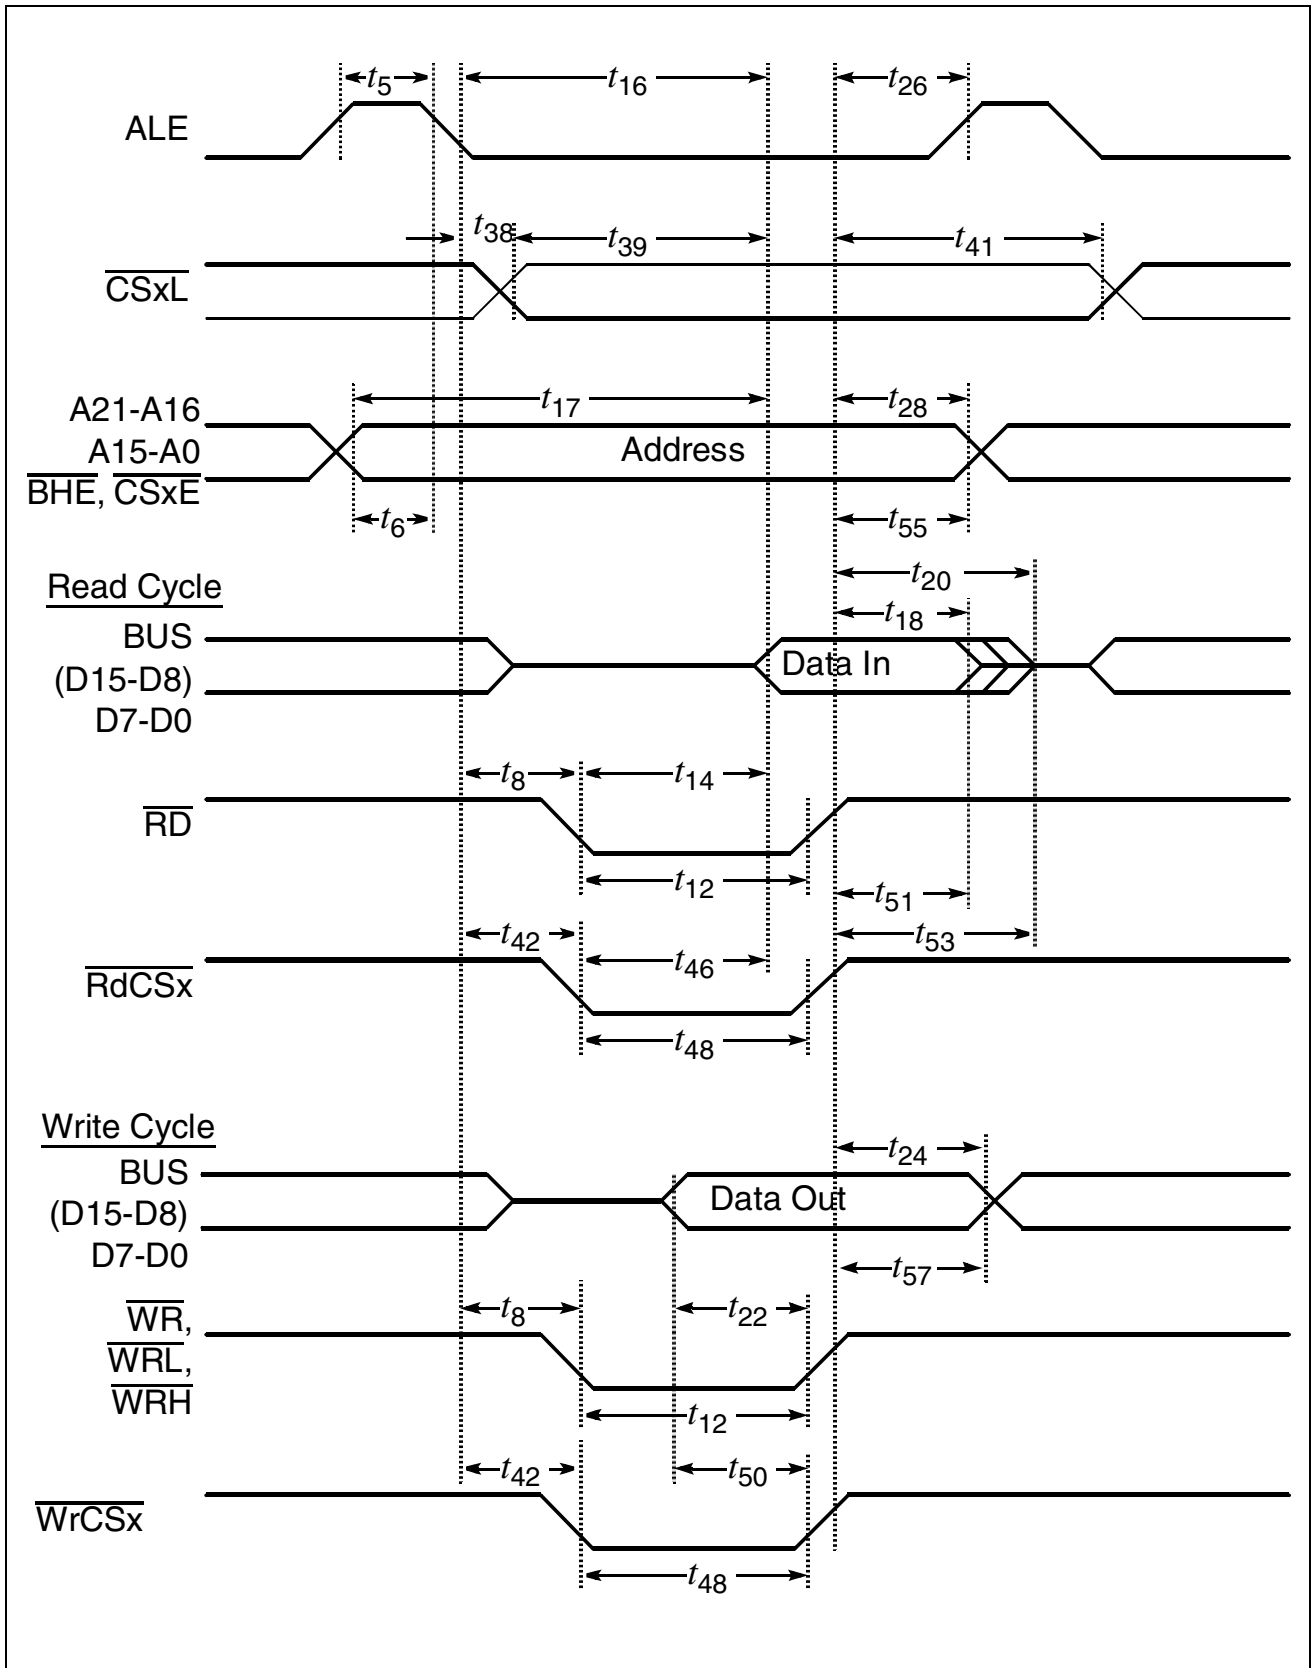 t5 t16 t26
ALE
t38 t39 t41
CSxL
A21-A16 t17 t28
A15-A0 Address
BHE, CSxE
t6 t55
t20
Read Cycle
t18
BUS
(D15-D8) Data In
D7-D0
t8 t14
RD
t12 t51
t42 t53
t46
RdCSx
t48
Write Cycle
t24
BUS
(D15-D8) Data Out
D7-D0
t57
t8 t22
WR,
WRL,
WRH
t12
t42 t50
WrCSx
t48